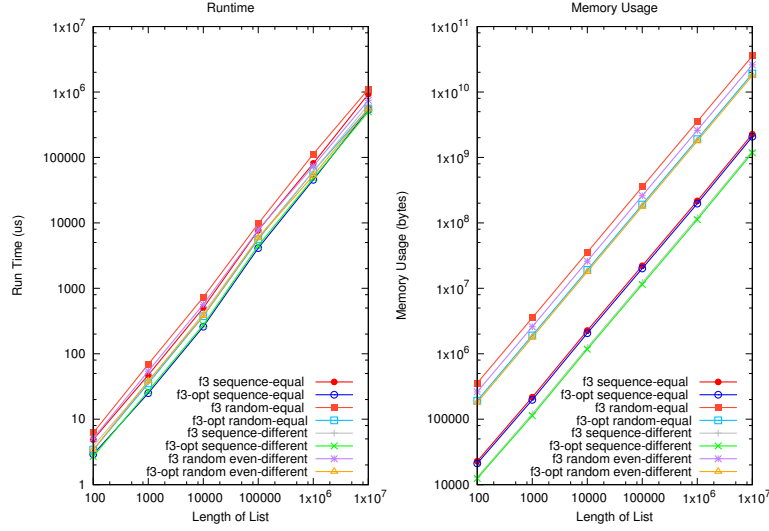 Runtime
1x10^7
1x10^6
100000
10000
1000
100
10
1
Run Time (us)
f3 sequence-equal
f3-opt sequence-equal
f3 random-equal
f3-opt random-equal
f3 sequence-different
f3-opt sequence-different
f3 random even-different
f3-opt random even-different
100 1000 10000 100000 1x10^6 1x10^7
Length of List
Memory Usage
1x10^11
1x10^10
1x10^9
1x10^8
1x10^7
1x10^6
100000
10000
Memory Usage (bytes)
f3 sequence-equal
f3-opt sequence-equal
f3 random-equal
f3-opt random-equal
f3 sequence-different
f3-opt sequence-different
f3 random even-different
f3-opt random even-different
100 1000 10000 100000 1x10^6 1x10^7
Length of List